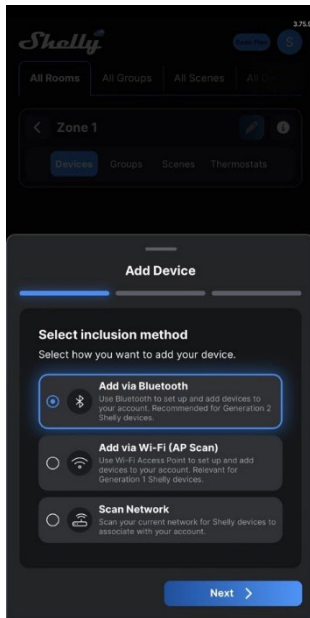 3.75.9
Shelly
S
All Rooms
All Groups
All Scenes
Zone 1
Devices
Groups
Scenes
Thermostats
Add Device
Select inclusion method
Select how you want to add your device.
Add via Bluetooth
Use Bluetooth to set up and add devices to
your account. Recommended for Generation 2
Shelly devices.
Add via Wi-Fi (AP Scan)
Use Wi-Fi Access Point to set up and add
devices to your account. Relevant for
Generation 1 Shelly devices.
Scan Network
Scan your current network for Shelly devices to
associate with your account.
Next